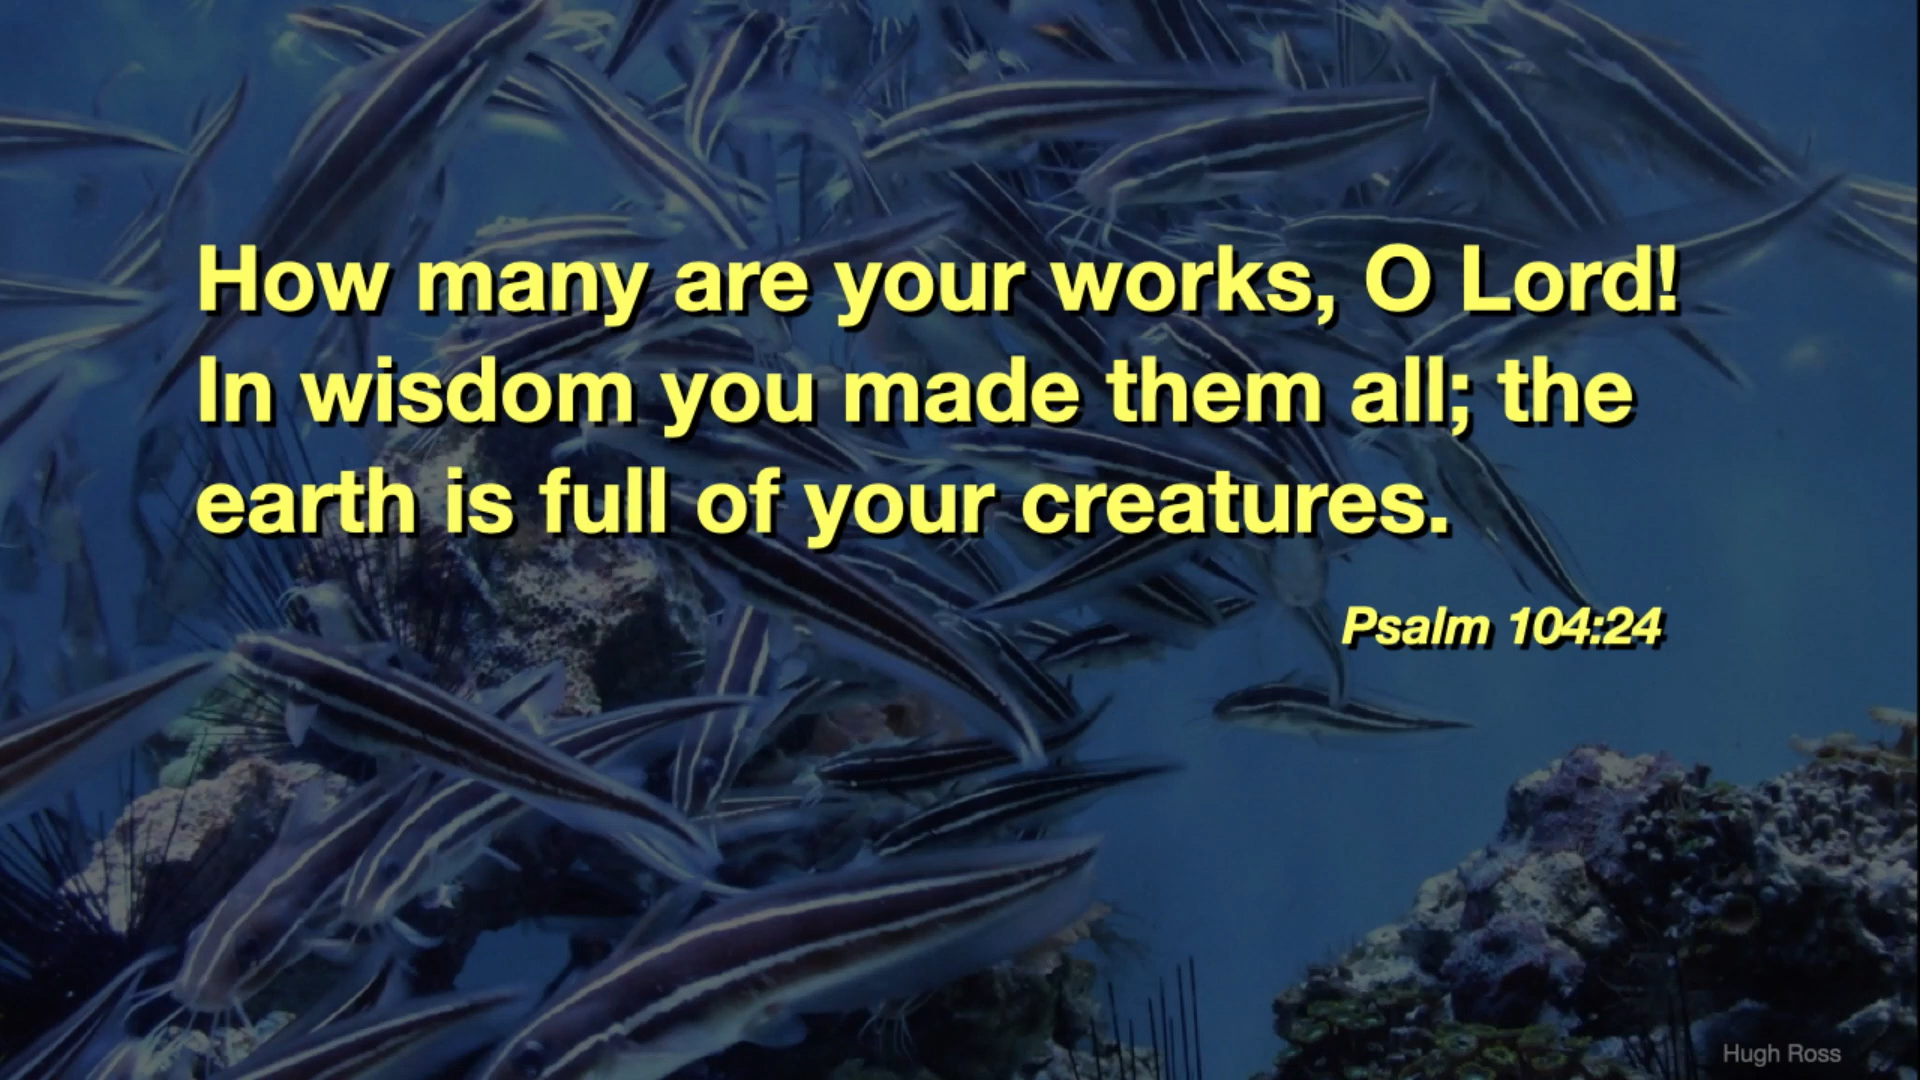 How many are your works, O Lord!
In wisdom you made them all; the
earth is full of your creatures.
Psalm 104:24
Hugh Ross